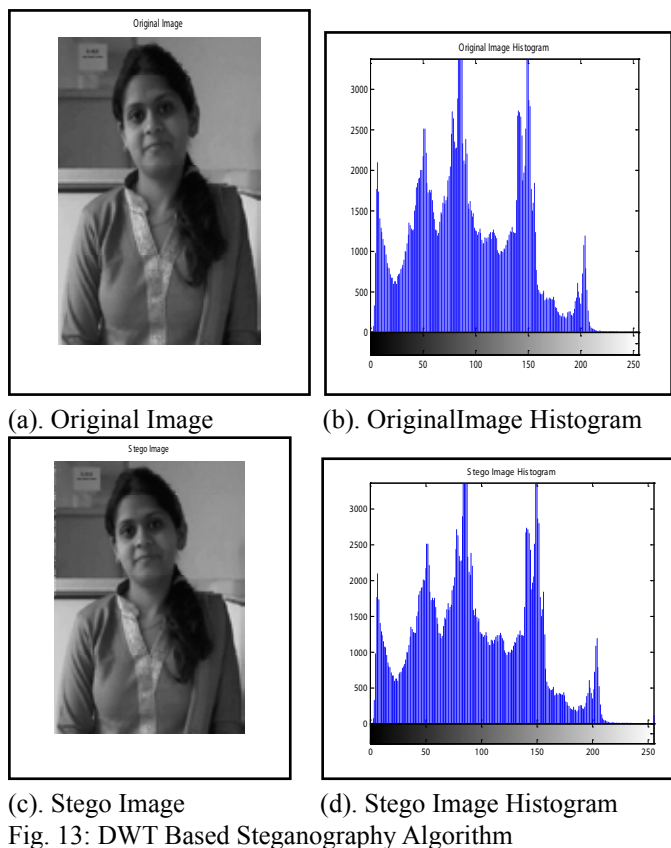 Original Image
Original Image Histogram
3000
2500
2000
1500
1000
500
0
0 50 100 150 200 250
(a). Original Image (b). OriginalImage Histogram
Stego Image
Stego Image Histogram
3000
2500
2000
1500
1000
500
0
0 50 100 150 200 250
(c). Stego Image (d). Stego Image Histogram
Fig. 13: DWT Based Steganography Algorithm